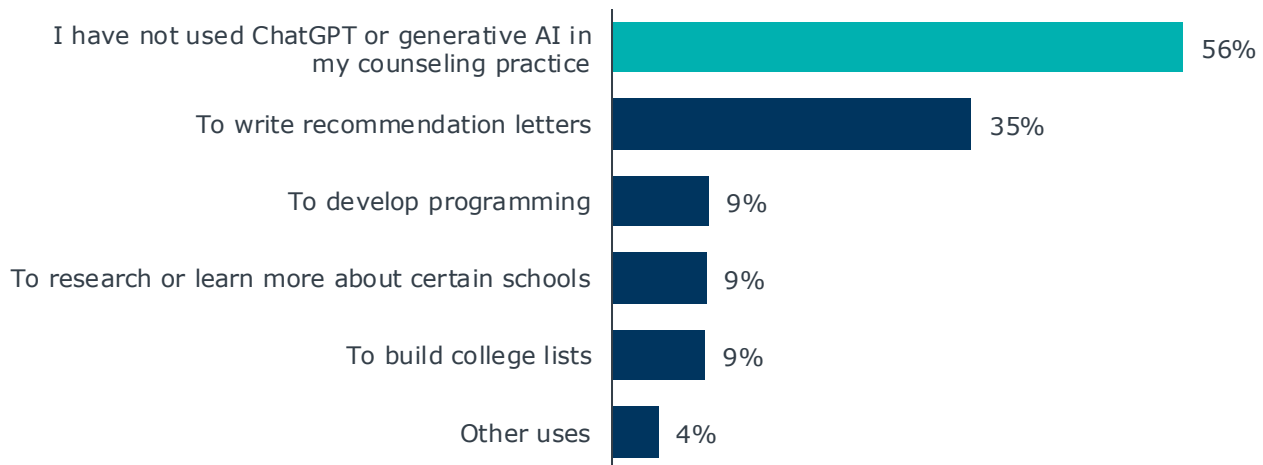 I have not used ChatGPT or generative AI in
my counseling practice
56%
To write recommendation letters
35%
To develop programming
9%
To research or learn more about certain schools
9%
To build college lists
9%
Other uses
4%